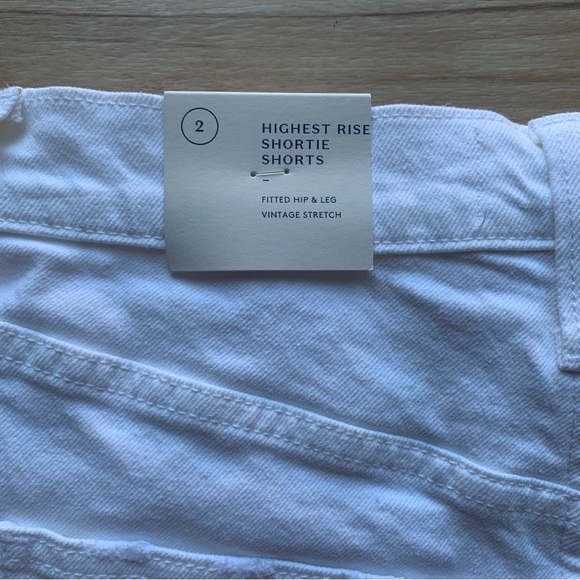 2
HIGHEST RISE
SHORTIE
SHORTS
FITTED HIP & LEG
VINTAGE STRETCH